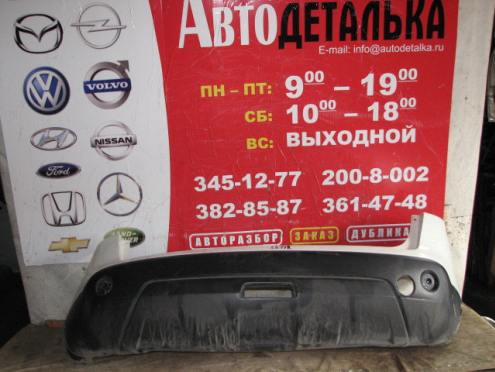 АвтоДЕТАЛЬКА
E-mail: info@autodetalka.ru
ПН – ПТ: 9⁰⁰ – 19⁰⁰
СБ: 10⁰⁰ – 18⁰⁰
ВС: ВЫХОДНОЙ
345-12-77 200-8-002
382-85-87 361-47-48
АВТОРАЗБОР ЗАКАЗ ДУБЛИКА
VOLVO
NISSAN
Ford
LAND